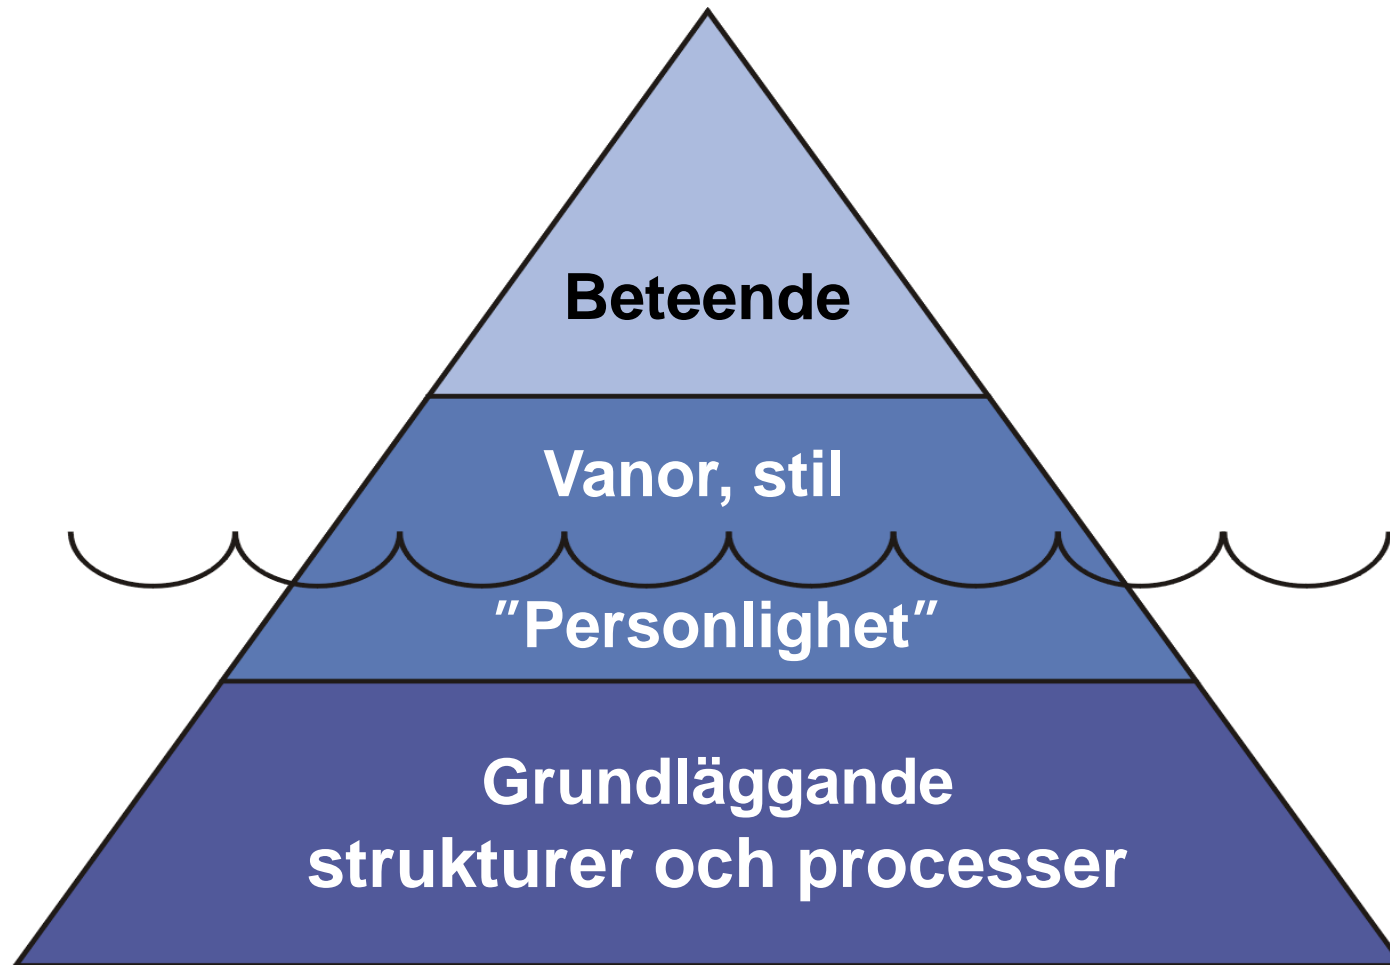 Beteende
Vanor, stil
"Personlighet"
Grundläggande
strukturer och processer